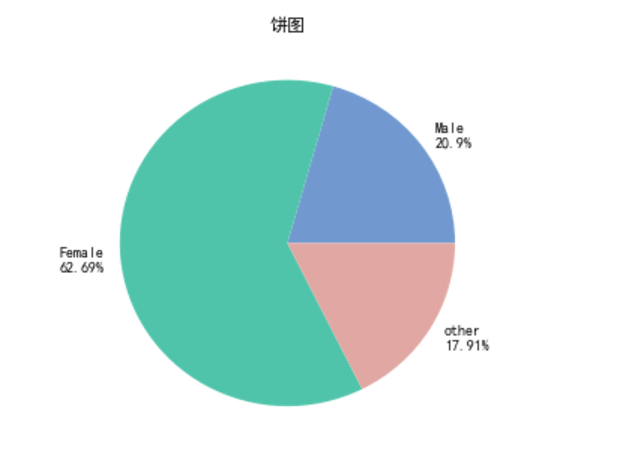 饼图
Male
20.9%
Female
62.69%
other
17.91%